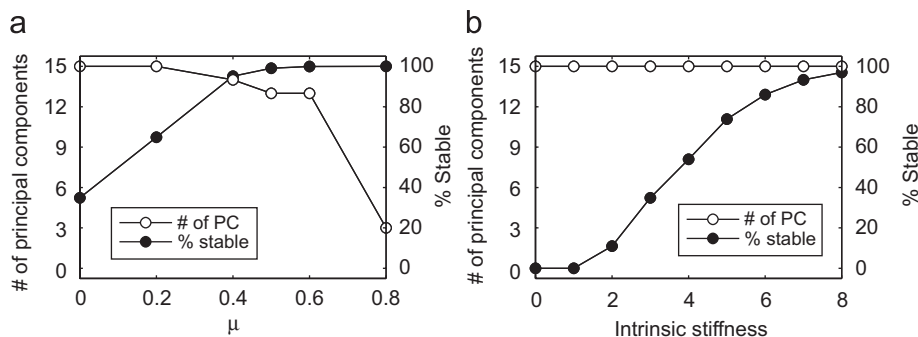 a
# of principal components
15
12
9
6
3
0
100
80
60
40
20
0
% Stable
# of PC
% stable
0 0.2 0.4 0.6 0.8
μ
b
# of principal components
15
12
9
6
3
0
100
80
60
40
20
0
% Stable
# of PC
% stable
0 2 4 6 8
Intrinsic stiffness